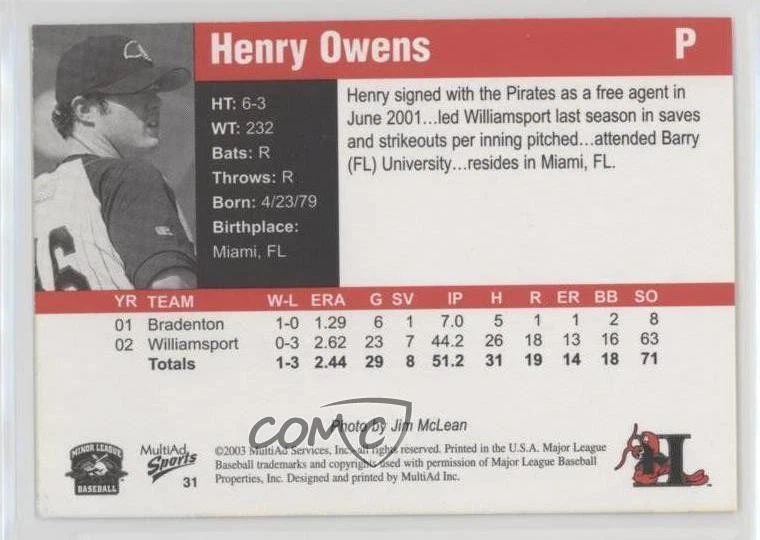 Henry Owens P
HT: 6-3
WT: 232
Bats: R
Throws: R
Born: 4/23/79
Birthplace:
Miami, FL
Henry signed with the Pirates as a free agent in
June 2001...led Williamsport last season in saves
and strikeouts per inning pitched...attended Barry
(FL) University...resides in Miami, FL.
YR TEAM W-L ERA G SV IP H R ER BB SO
01 Bradenton 1-0 1.29 6 1 7.0 5 1 1 2 8
02 Williamsport 0-3 2.62 23 7 44.2 26 18 13 16 63
Totals 1-3 2.44 29 8 51.2 31 19 14 18 71
Photo by Jim McLean
COMC
MINOR LEAGUE
BASEBALL
MultiAd
Sports
31
©2003 MultiAd Services, Inc. all rights reserved. Printed in the U.S.A. Major League
Baseball trademarks and copyrights used with permission of Major League Baseball
Properties, Inc. Designed and printed by MultiAd Inc.
L